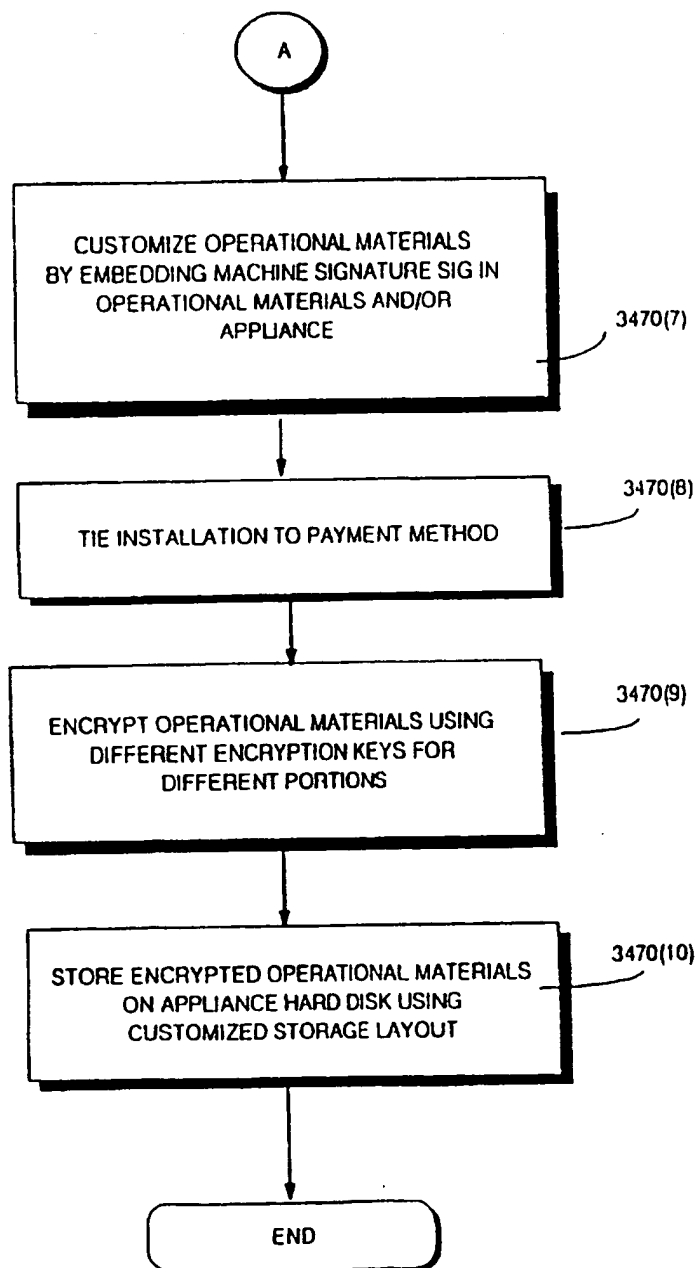 A
CUSTOMIZE OPERATIONAL MATERIALS
BY EMBEDDING MACHINE SIGNATURE SIG IN
OPERATIONAL MATERIALS AND/OR
APPLIANCE
3470(7)
TIE INSTALLATION TO PAYMENT METHOD
3470(8)
ENCRYPT OPERATIONAL MATERIALS USING
DIFFERENT ENCRYPTION KEYS FOR
DIFFERENT PORTIONS
3470(9)
STORE ENCRYPTED OPERATIONAL MATERIALS
ON APPLIANCE HARD DISK USING
CUSTOMIZED STORAGE LAYOUT
3470(10)
END